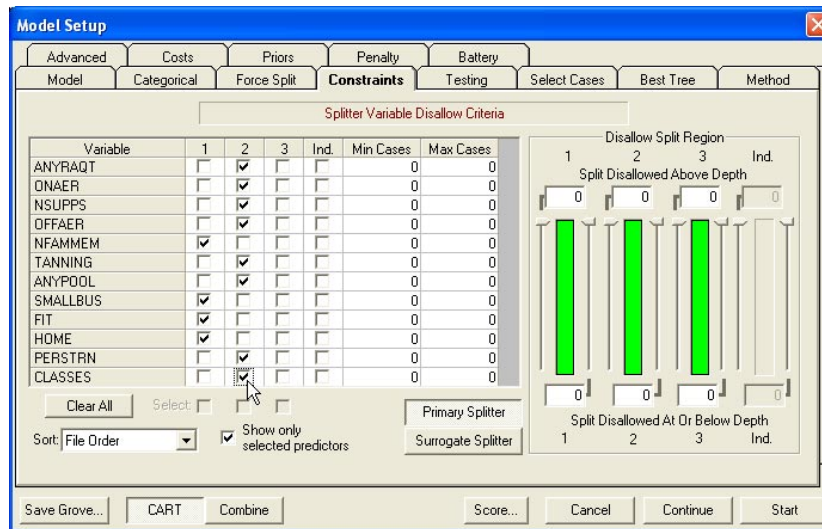 Model Setup
Advanced Costs Priors Penalty Battery
Model Categorical Force Split Constraints Testing Select Cases Best Tree Method
Splitter Variable Disallow Criteria
Variable 1 2 3 Ind. Min Cases Max Cases
ANYRAQT 0 0
ONAER 0 0
NSUPPS 0 0
OFFAER 0 0
NFAMMEM 0 0
TANNING 0 0
ANYPOOL 0 0
SMALLBUS 0 0
FIT 0 0
HOME 0 0
PERSTRN 0 0
CLASSES 0 0
Clear All Select:
Sort: File Order
Show only
selected predictors
Primary Splitter
Surrogate Splitter
Disallow Split Region
1 2 3 Ind.
Split Disallowed Above Depth
0 0 0 0
0 0 0 0
Split Disallowed At Or Below Depth
1 2 3 Ind.
Save Grove... CART Combine Score... Cancel Continue Start